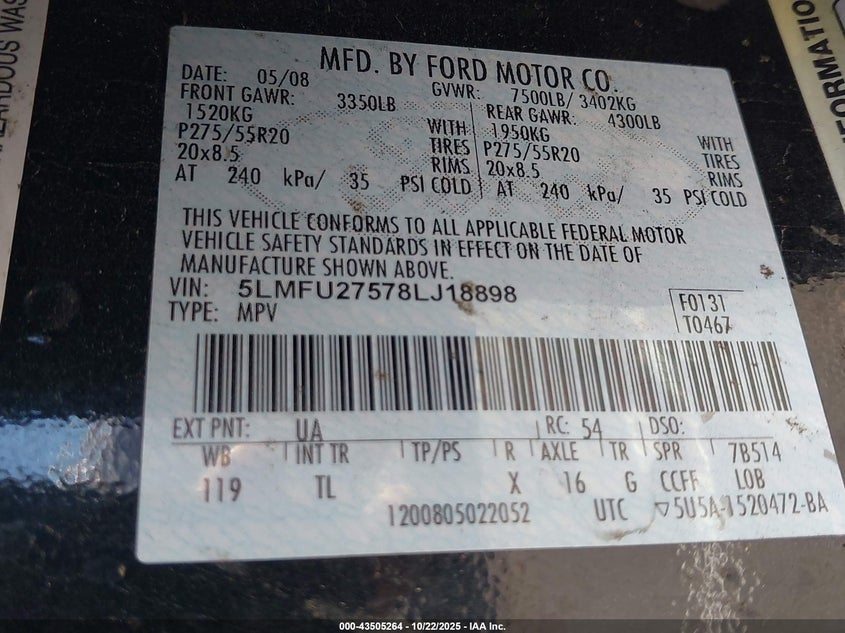 HAZARDOUS WAS
FORMATIO
MFD. BY FORD MOTOR CO.
DATE: 05/08 GVWR: 7500LB/ 3402KG
FRONT GAWR: 3350LB REAR GAWR: 4300LB
1520KG WITH 1950KG WITH
P275/55R20 TIRES P275/55R20 TIRES
20x8.5 RIMS 20x8.5 RIMS
AT 240 kPa/ 35 PSI COLD AT 240 kPa/ 35 PSI COLD
THIS VEHICLE CONFORMS TO ALL APPLICABLE FEDERAL MOTOR
VEHICLE SAFETY STANDARDS IN EFFECT ON THE DATE OF
MANUFACTURE SHOWN ABOVE.
VIN: 5LMFU27578LJ18898
TYPE: MPV
F0131
T0467
EXT PNT: UA RC: 54 DSO:
WB INT TR TP/PS R AXLE TR SPR 7B514
119 TL X 16 G CCFF LOB
1200805022052 UTC ▽5U5A-1520472-BA
000-43505264 - 10/22/2025 - IAA Inc.